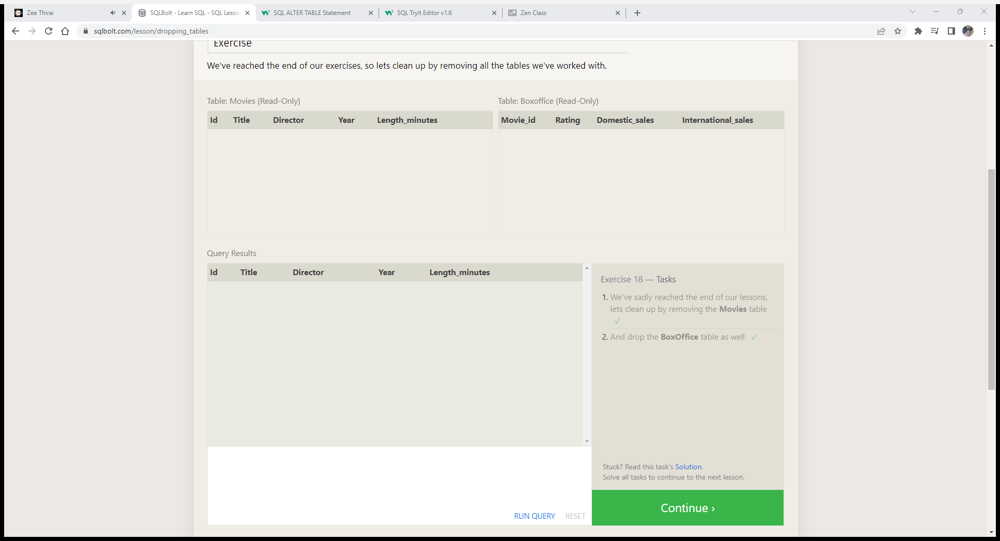 Zee Thirai
SQLBolt - Learn SQL - SQL Lesso
SQL ALTER TABLE Statement
SQL Tryit Editor v1.6
Zen Class
sqlbolt.com/lesson/dropping_tables
Exercise
We've reached the end of our exercises, so lets clean up by removing all the tables we've worked with.
Table: Movies (Read-Only)
Id Title Director Year Length_minutes
Table: Boxoffice (Read-Only)
Movie_id Rating Domestic_sales International_sales
Query Results
Id Title Director Year Length_minutes
Exercise 18 — Tasks
1. We've sadly reached the end of our lessons,
lets clean up by removing the Movies table
✓
2. And drop the BoxOffice table as well ✓
Stuck? Read this task's Solution.
Solve all tasks to continue to the next lesson.
RUN QUERY RESET
Continue ›